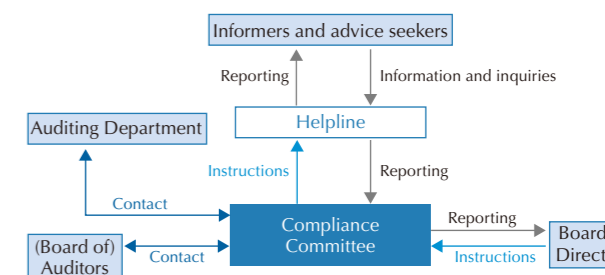 Informers and advice seekers
Reporting
Information and inquiries
Auditing Department
Helpline
Instructions
Reporting
Contact
Compliance
Committee
Reporting
Board
(Board of)
Auditors
Contact
Instructions